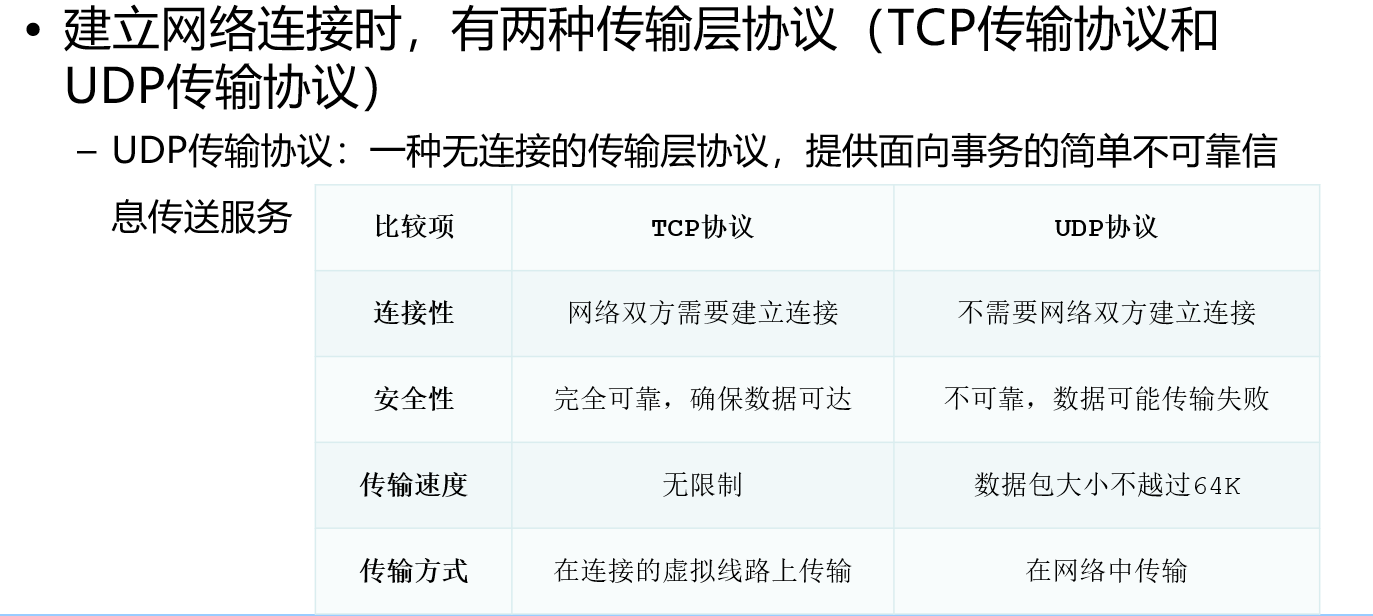 • 建立网络连接时，有两种传输层协议（TCP传输协议和
UDP传输协议）
– UDP传输协议：一种无连接的传输层协议，提供面向事务的简单不可靠信
息传送服务
比较项 TCP协议 UDP协议
连接性 网络双方需要建立连接 不需要网络双方建立连接
安全性 完全可靠，确保数据可达 不可靠，数据可能传输失败
传输速度 无限制 数据包大小不越过64K
传输方式 在连接的虚拟线路上传输 在网络中传输